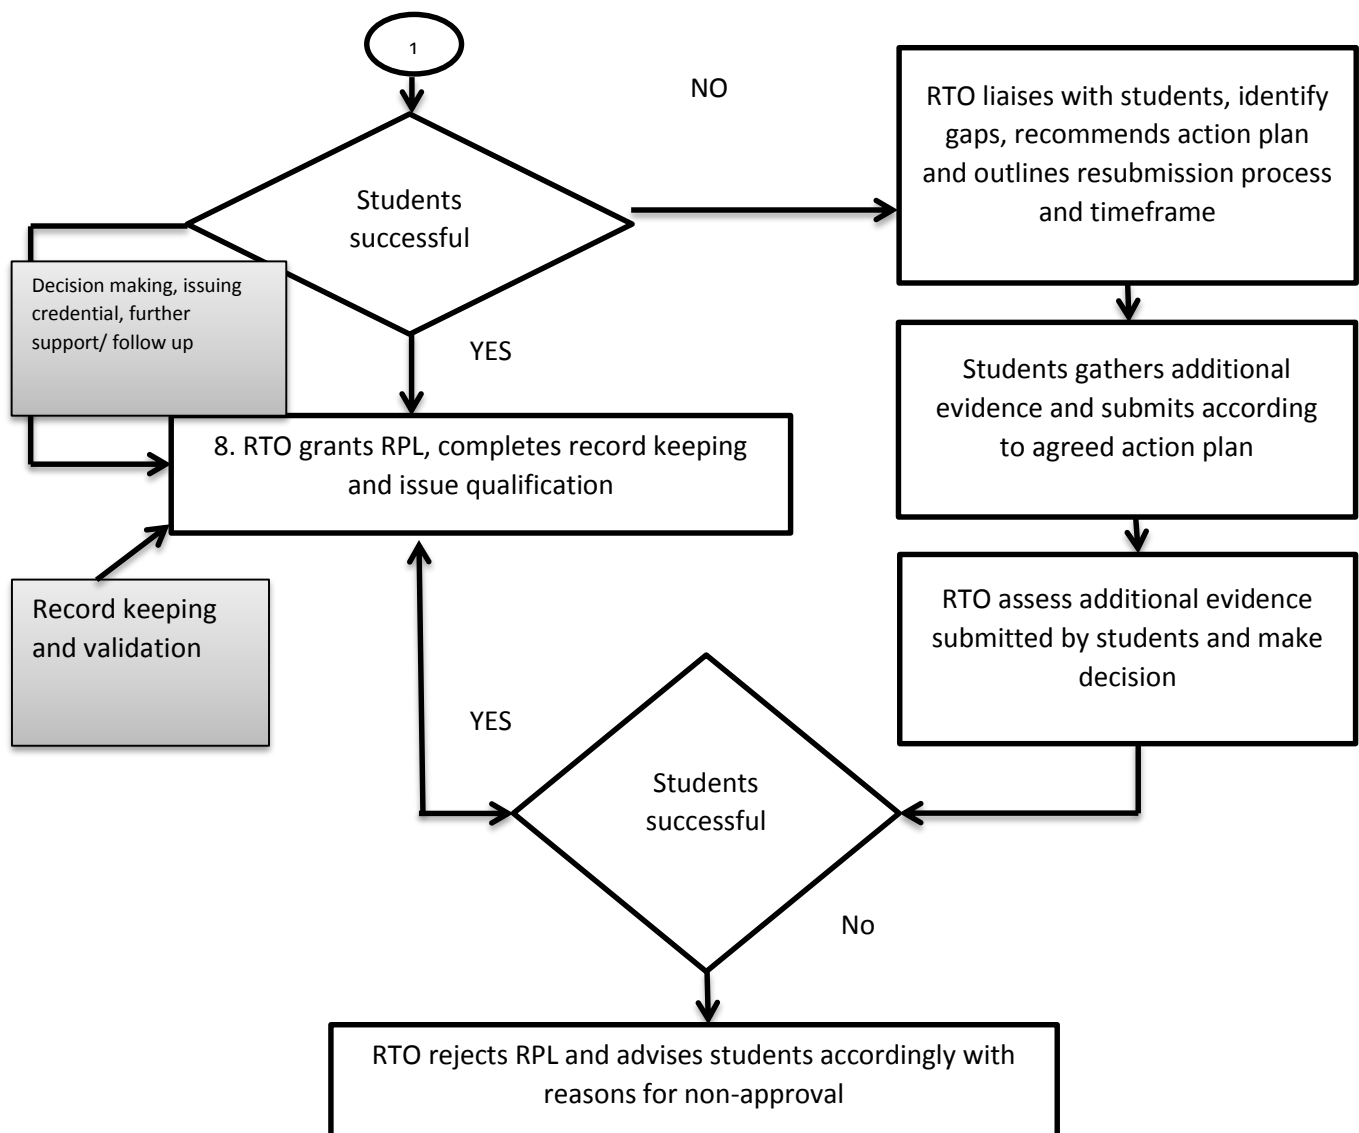 1
NO
RTO liaises with students, identify
gaps, recommends action plan
and outlines resubmission process
and timeframe
Students
successful
Decision making, issuing
credential, further
support/ follow up
YES
Students gathers additional
evidence and submits according
to agreed action plan
8. RTO grants RPL, completes record keeping
and issue qualification
Record keeping
and validation
RTO assess additional evidence
submitted by students and make
decision
YES
Students
successful
No
RTO rejects RPL and advises students accordingly with
reasons for non-approval